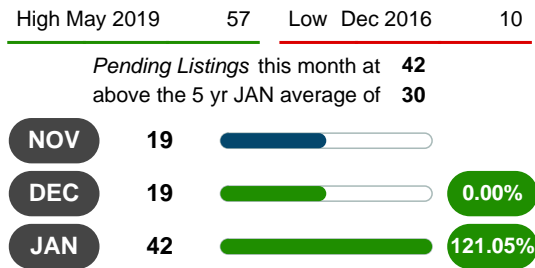 High May 2019 57 Low Dec 2016 10
Pending Listings this month at 42
above the 5 yr JAN average of 30
NOV 19
DEC 19 0.00%
JAN 42 121.05%